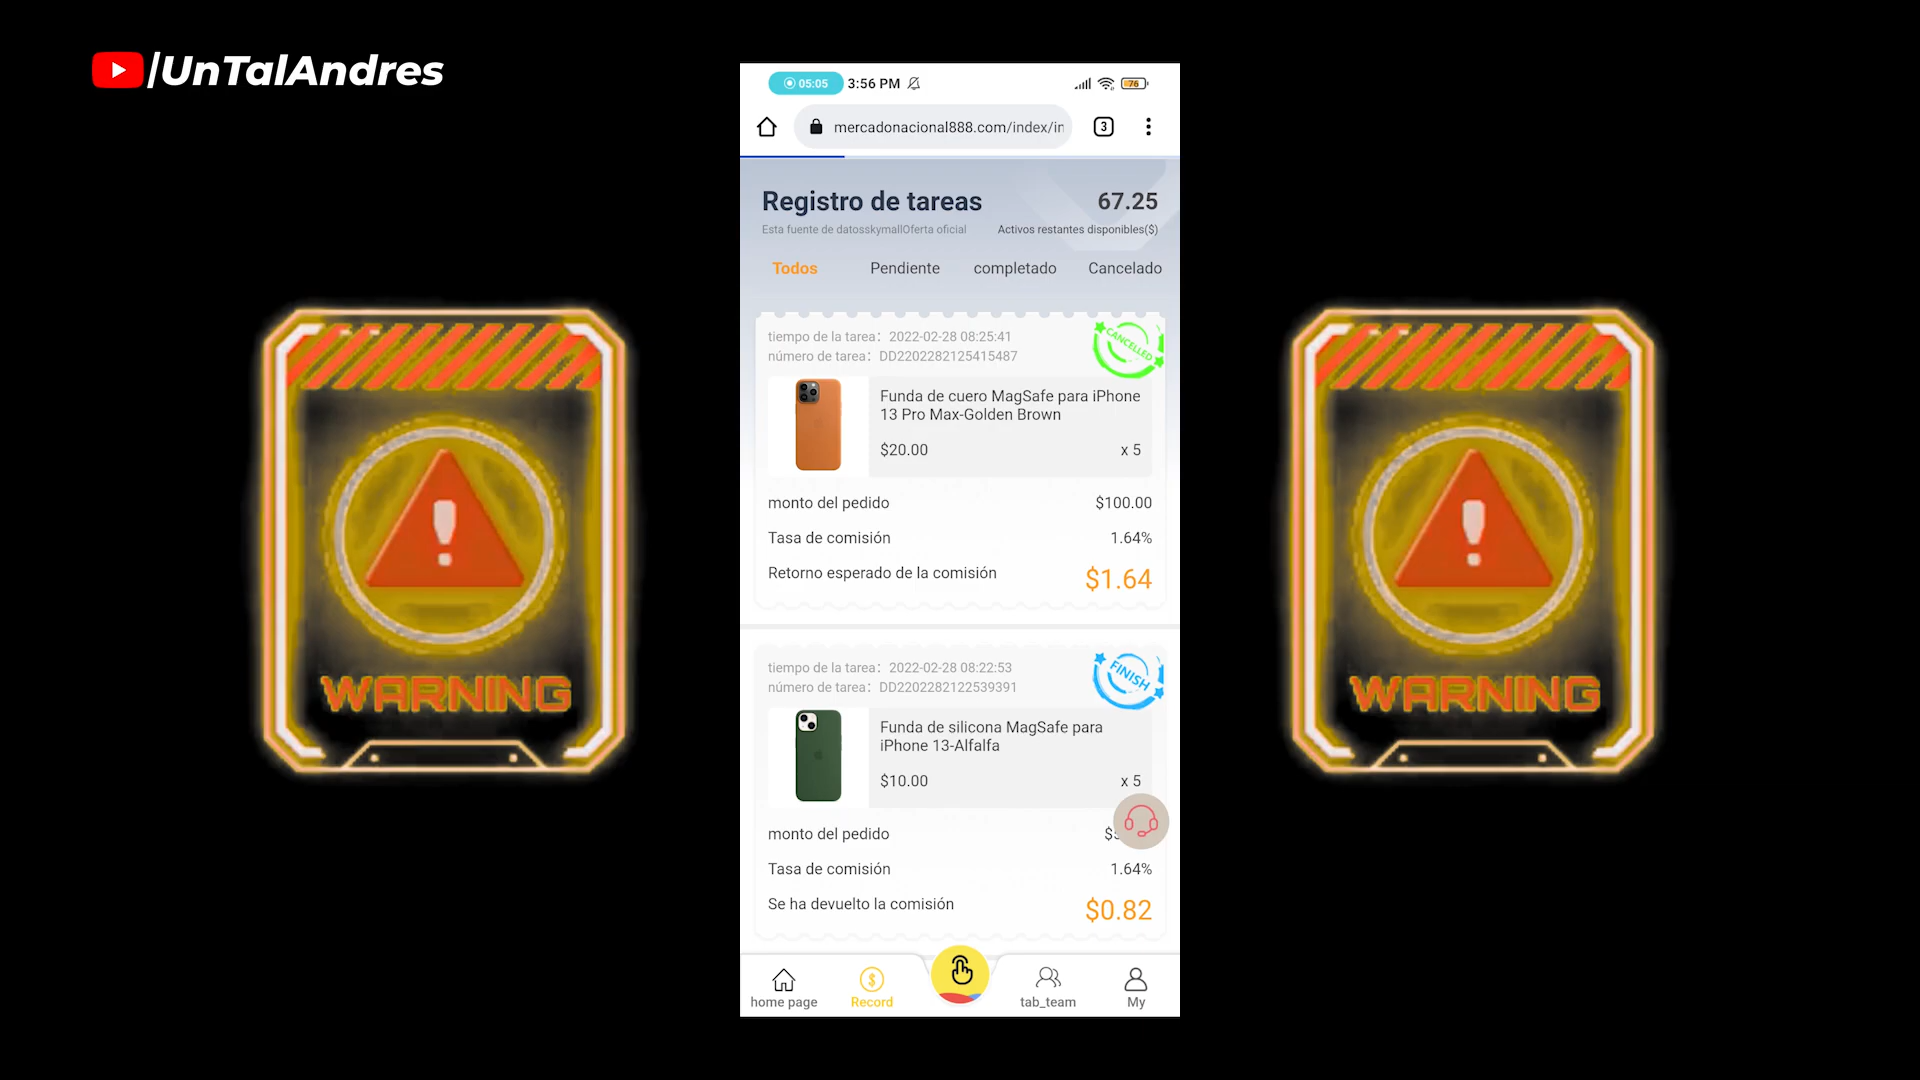 /UnTalAndres
05:05 3:56 PM 76
mercadonacional888.com/index/in 3
Registro de tareas 67.25
Esta fuente de datosskymallOferta oficial Activos restantes disponibles($)
Todos Pendiente completado Cancelado
tiempo de la tarea：2022-02-28 08:25:41
número de tarea：DD2202282125415487
CANCELLED
Funda de cuero MagSafe para iPhone
13 Pro Max-Golden Brown
$20.00 x 5
monto del pedido $100.00
Tasa de comisión 1.64%
Retorno esperado de la comisión $1.64
tiempo de la tarea：2022-02-28 08:22:53
número de tarea：DD2202282122539391
FINISH
Funda de silicona MagSafe para
iPhone 13-Alfalfa
$10.00 x 5
monto del pedido
Tasa de comisión 1.64%
Se ha devuelto la comisión $0.82
home page Record tab_team My
WARNING
WARNING